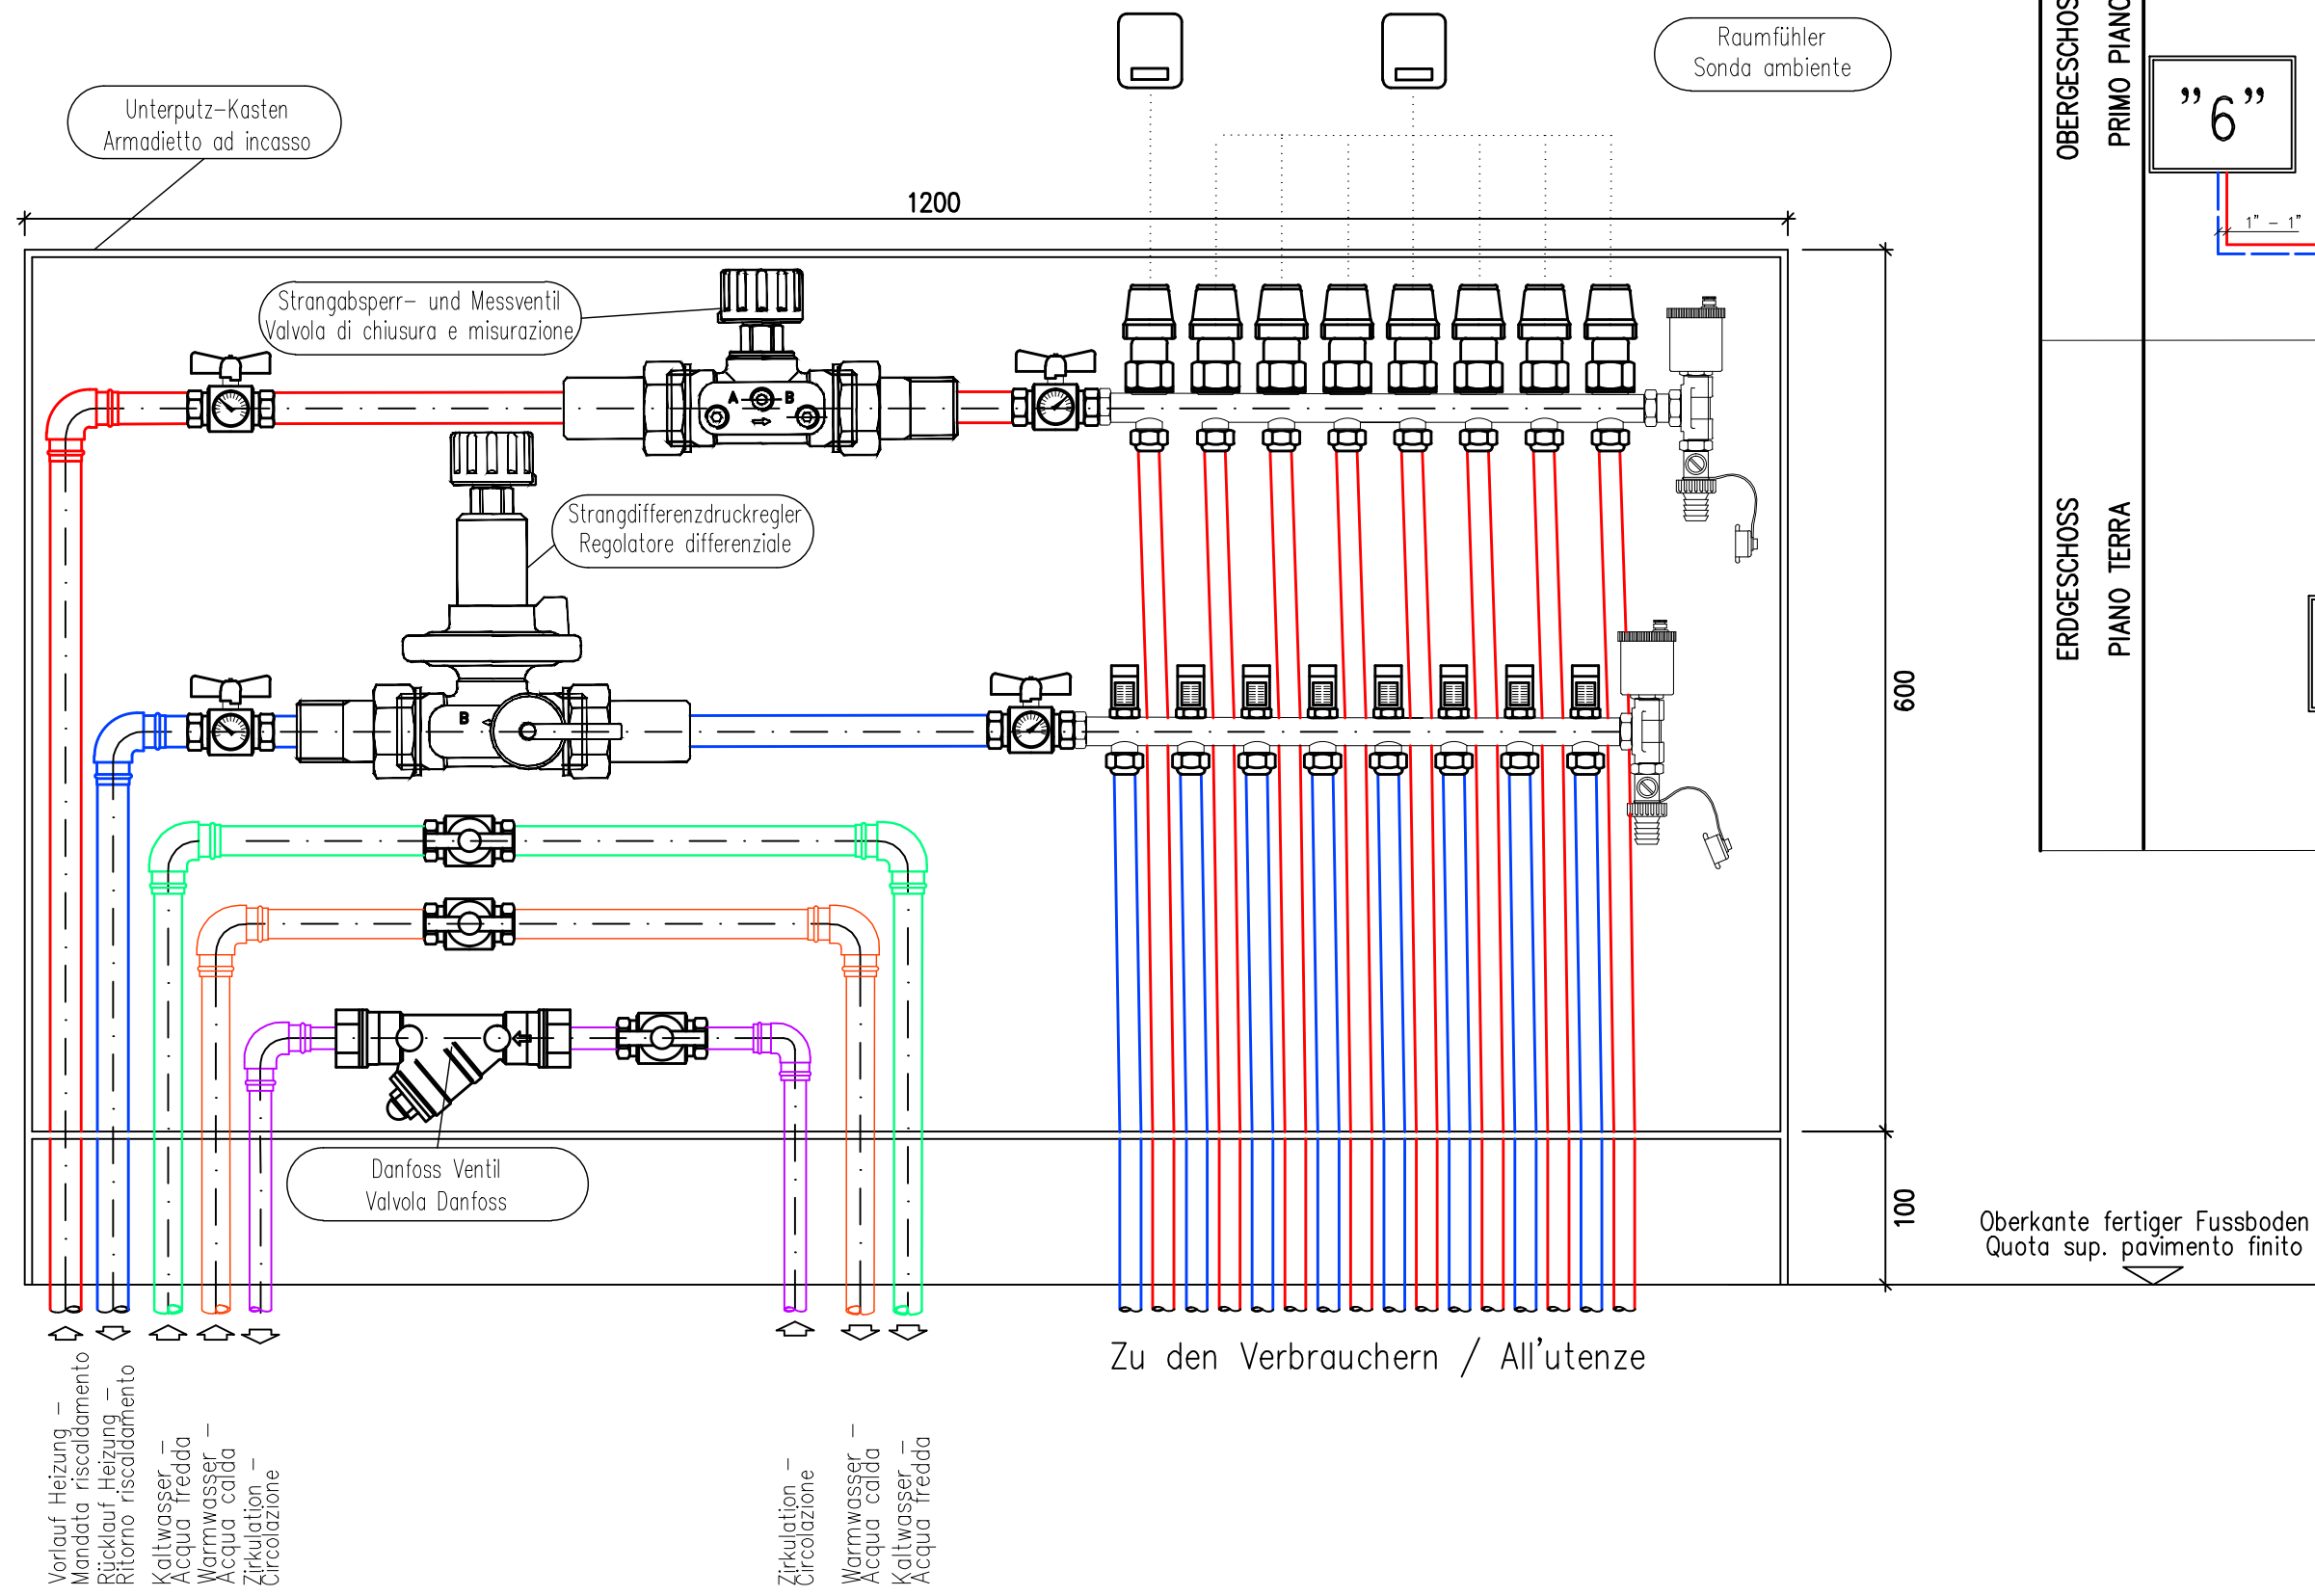 Raumfühler
Sonda ambiente
Unterputz-Kasten
Armadietto ad incasso
1200
Strangabsperr- und Messventil
Valvola di chiusura e misurazione
A B
Strangdifferenzdruckregler
Regolatore differenziale
B
600
Danfoss Ventil
Valvola Danfoss
100
Oberkante fertiger Fussboden
Quota sup. pavimento finito
Zu den Verbrauchern / All'utenze
Vorlauf Heizung -
Mandata riscaldamento
Rücklauf Heizung -
Ritorno riscaldamento
Kaltwasser -
Acqua fredda
Warmwasser -
Acqua calda
Zirkulation -
Circolazione
Zirkulation -
Circolazione
Warmwasser -
Acqua calda
Kaltwasser -
Acqua fredda
PRIMO PIANO
"6"
1" - 1"
ERDGESCHOSS
PIANO TERRA